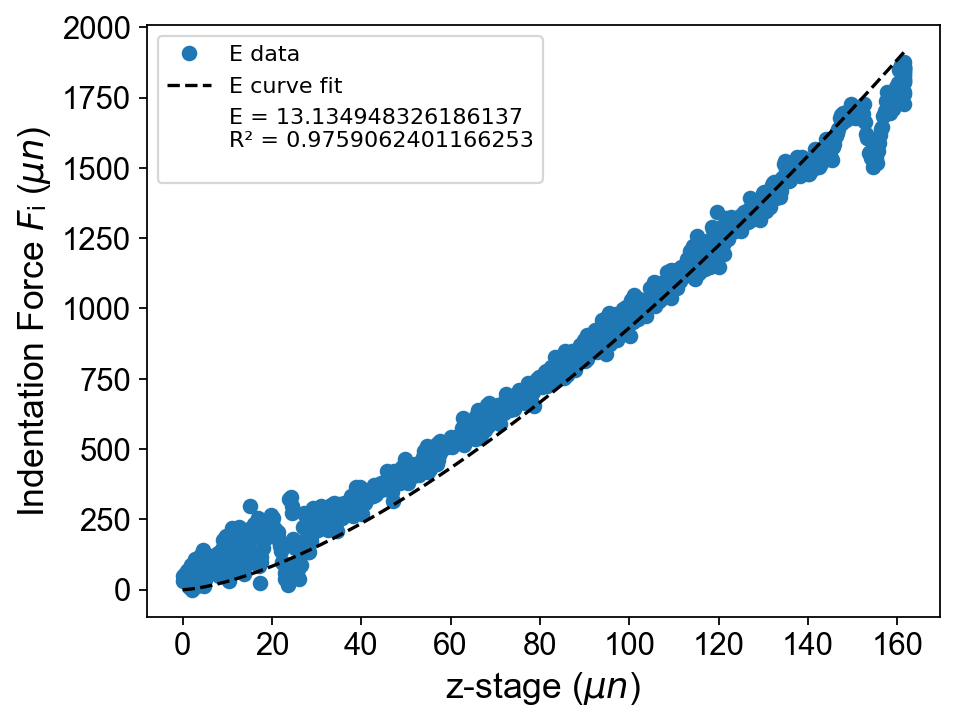 2000
1750
1500
1250
1000
750
500
250
0
Indentation Force Fi (μn)
E data
E curve fit
E = 13.134948326186137
R² = 0.9759062401166253
0 20 40 60 80 100 120 140 160
z-stage (μn)